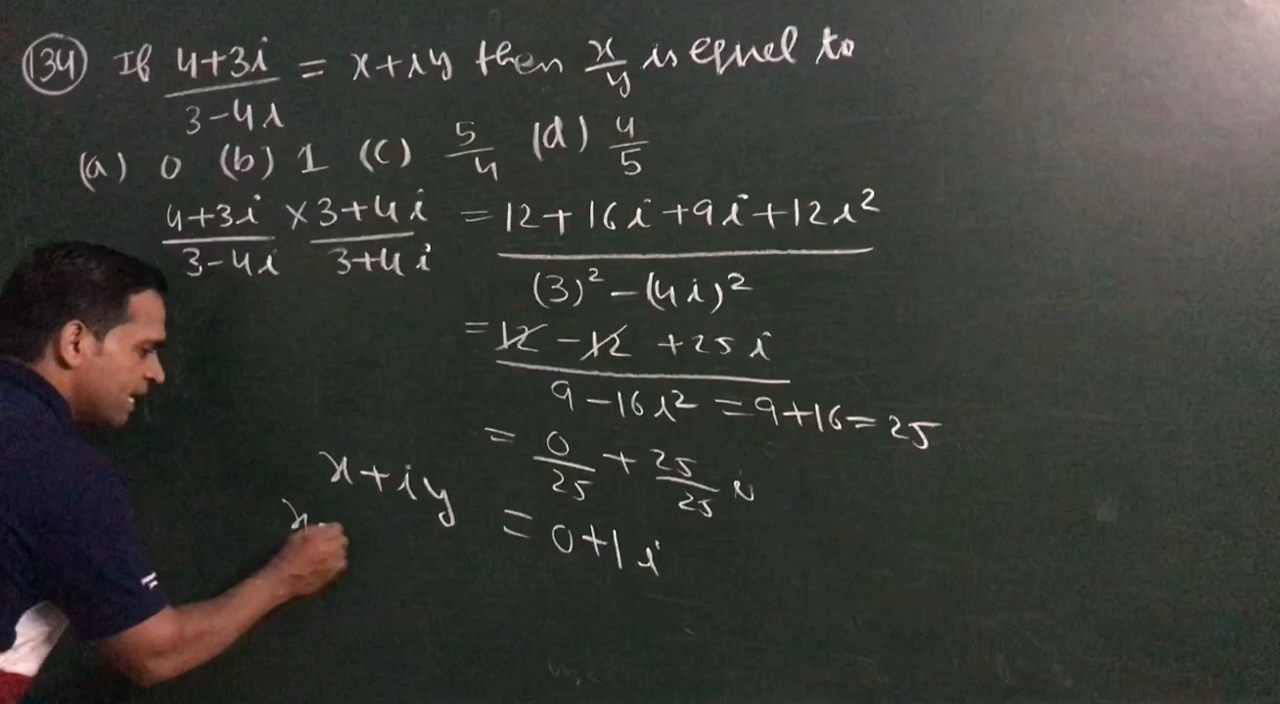 (134) If 4+3i/3-4i = x+iy then x/y is equal to
(a) 0 (b) 1 (c) 5/4 (d) 4/5
4+3i/3-4i × 3+4i/3+4i = 12+16i+9i+12i²/(3)²-(4i)²
= 12-12+25i/9-16i² = 9+16 = 25
= 0/25 + 25/25 i
x+iy = 0+1i
x